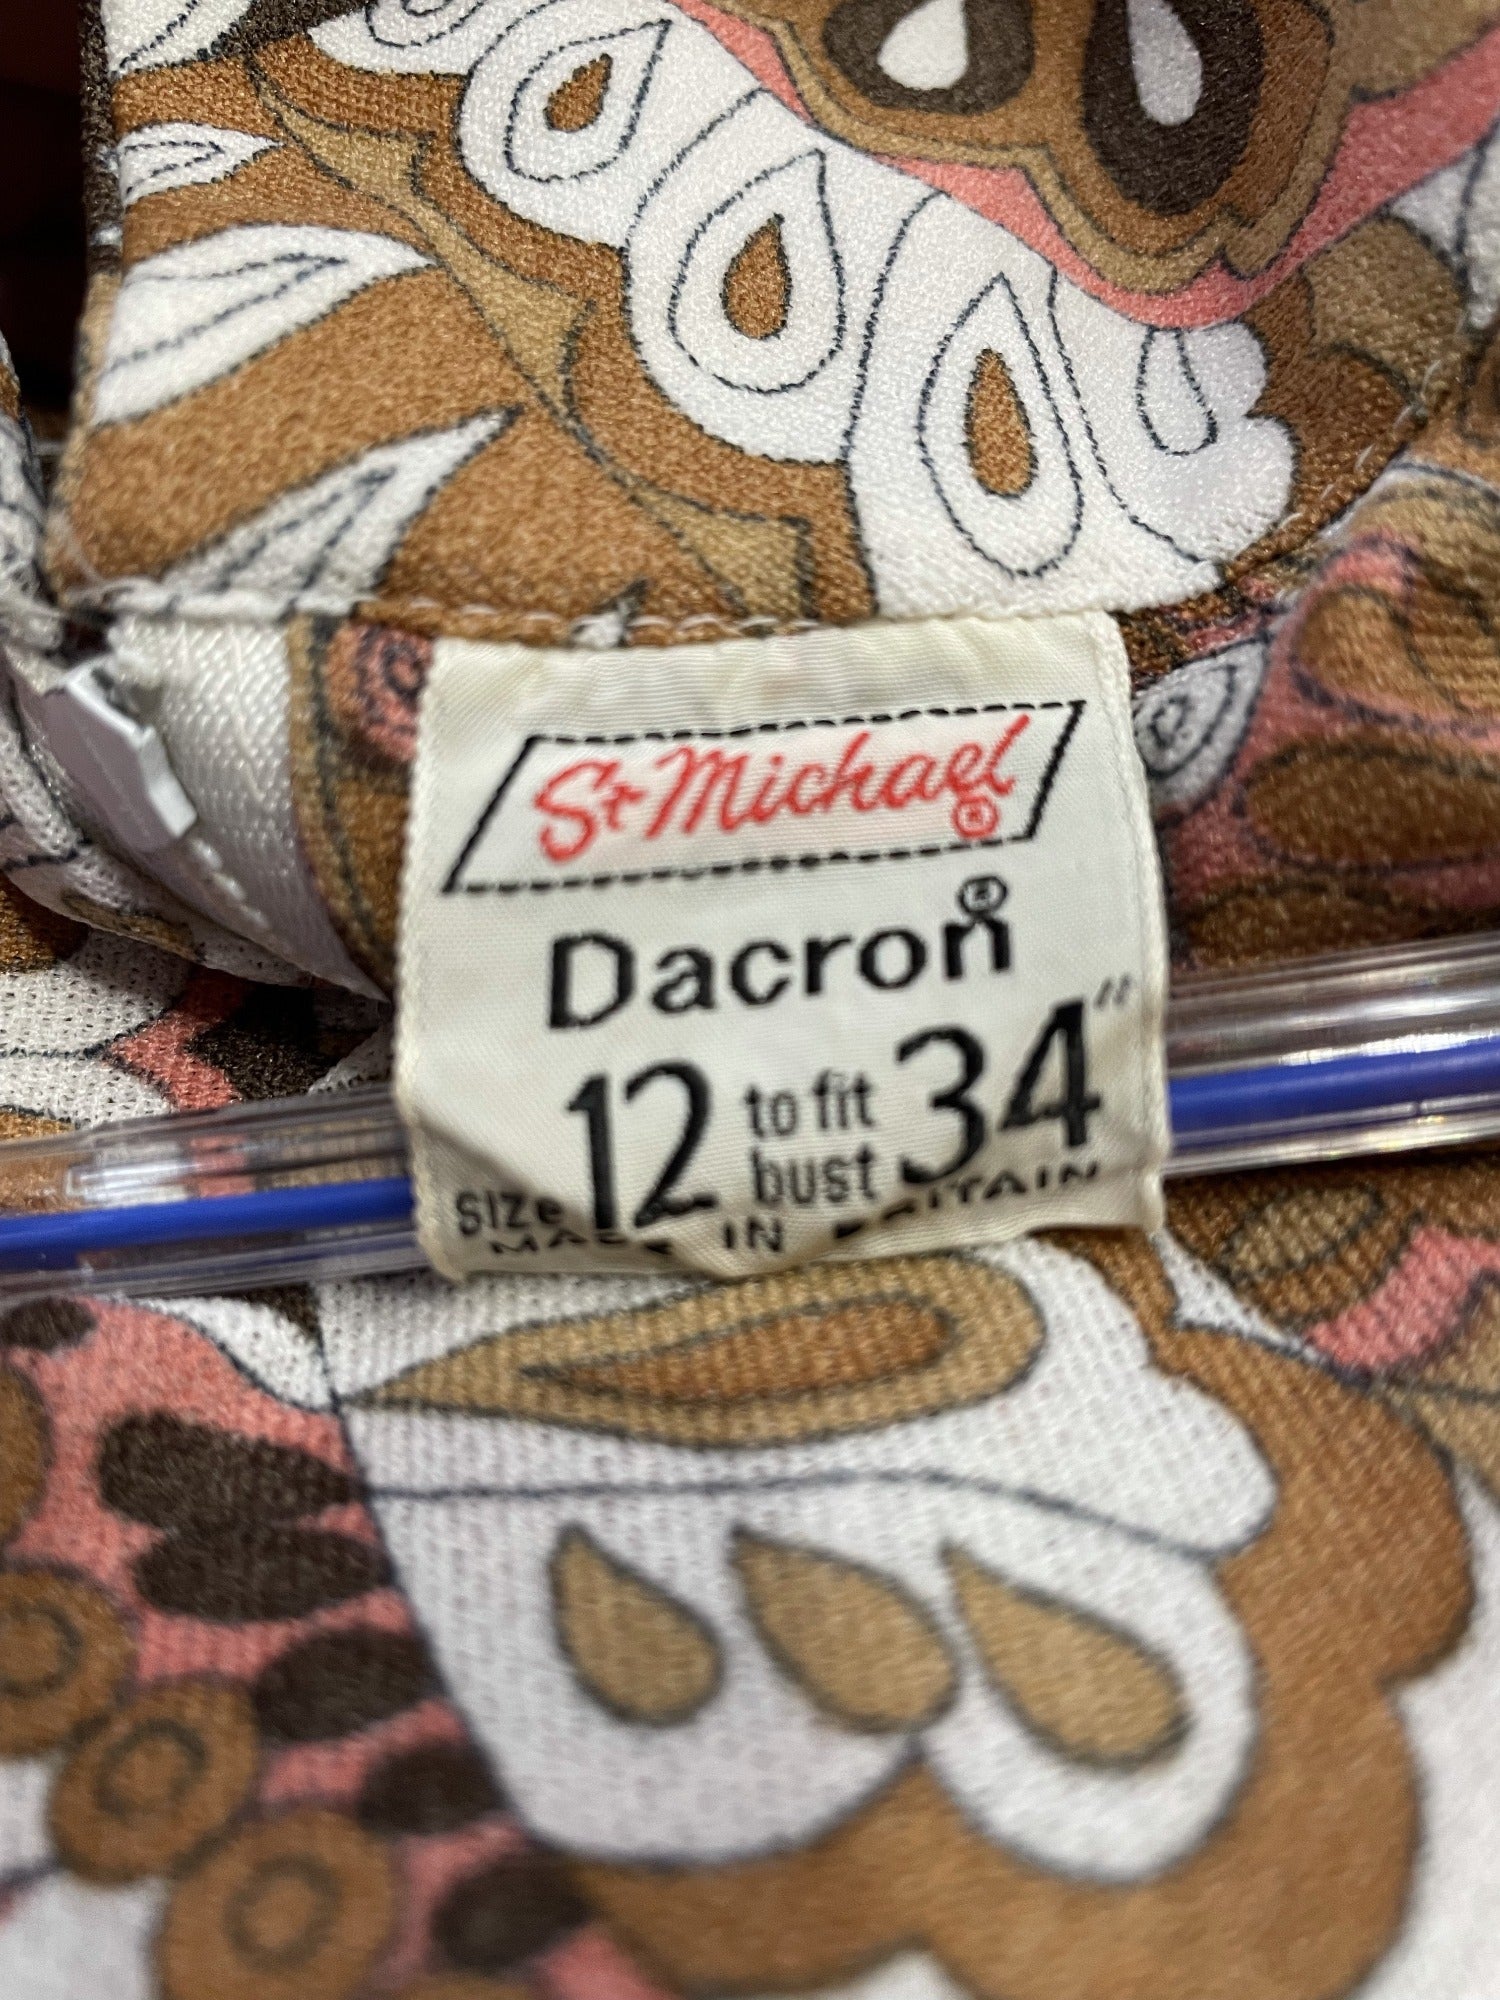 St Michael ®
Dacron ®
SIZE 12 to fit bust 34"
MADE IN BRITAIN